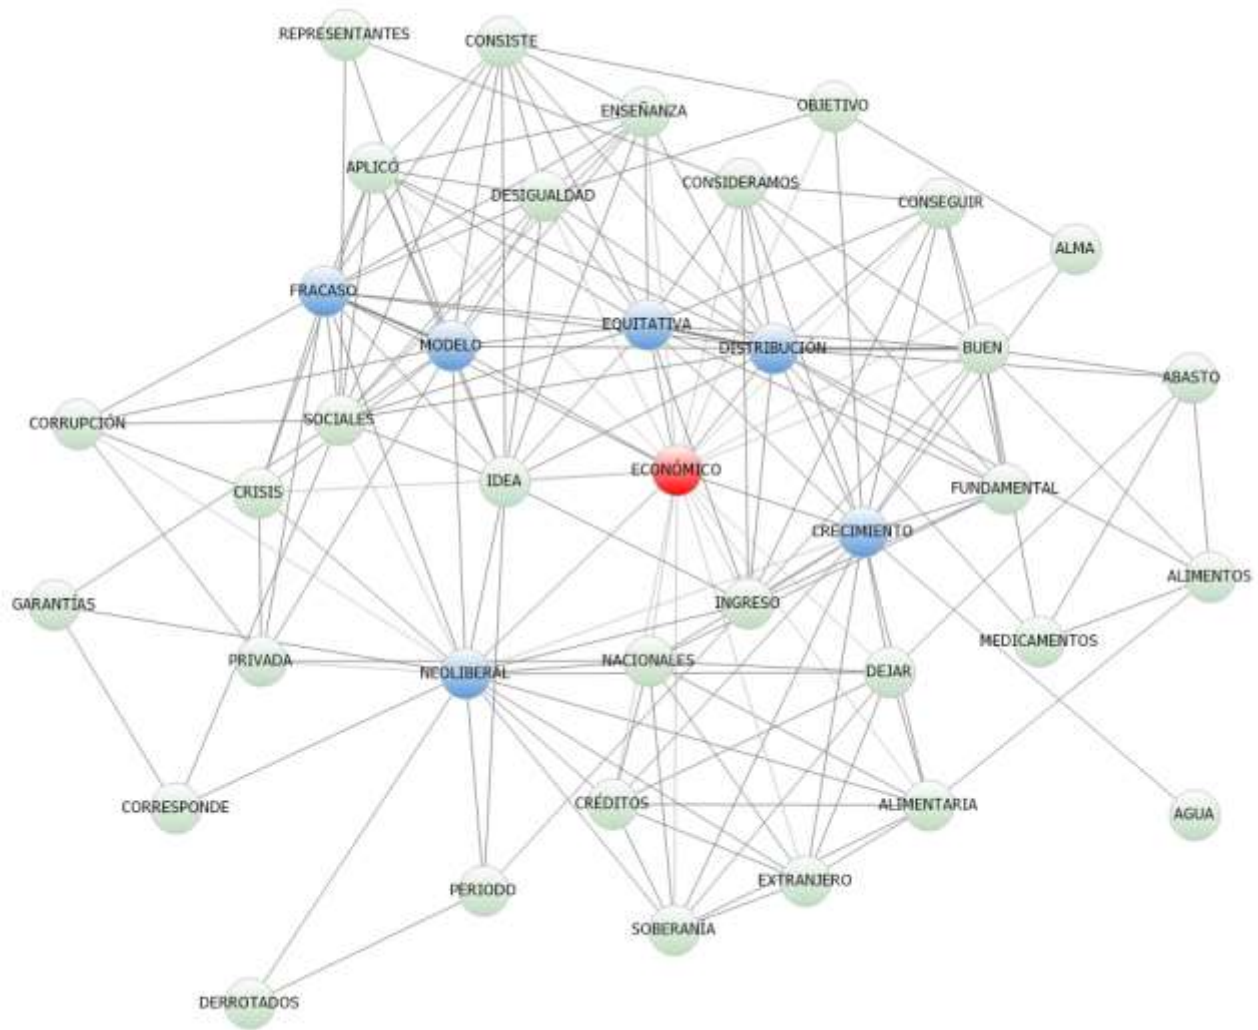 REPRESENTANTES
CONSISTE
ENSEÑANZA
OBJETIVO
APLICÓ
DESIGUALDAD
CONSIDERAMOS
CONSEGUIR
ALMA
FRACASO
MODELO
EQUITATIVA
DISTRIBUCIÓN
BUEN
ABASTO
CORRUPCIÓN
SOCIALES
CRISIS
IDEA
ECONÓMICO
FUNDAMENTAL
CRECIMIENTO
ALIMENTOS
GARANTÍAS
INGRESO
MEDICAMENTOS
PRIVADA
NEOLIBERAL
NACIONALES
DEJAR
CORRESPONDE
CRÉDITOS
ALIMENTARIA
AGUA
PERIODO
EXTRANJERO
SOBERANÍA
DERROTADOS